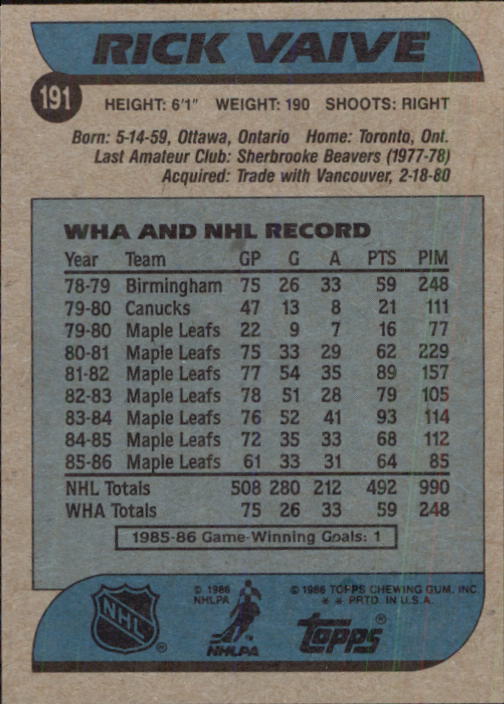 RICK VAIVE
191
HEIGHT: 6'1" WEIGHT: 190 SHOOTS: RIGHT
Born: 5-14-59, Ottawa, Ontario Home: Toronto, Ont.
Last Amateur Club: Sherbrooke Beavers (1977-78)
Acquired: Trade with Vancouver, 2-18-80
WHA AND NHL RECORD
Year Team GP G A PTS PIM
78-79 Birmingham 75 26 33 59 248
79-80 Canucks 47 13 8 21 111
79-80 Maple Leafs 22 9 7 16 77
80-81 Maple Leafs 75 33 29 62 229
81-82 Maple Leafs 77 54 35 89 157
82-83 Maple Leafs 78 51 28 79 105
83-84 Maple Leafs 76 52 41 93 114
84-85 Maple Leafs 72 35 33 68 112
85-86 Maple Leafs 61 33 31 64 85
NHL Totals 508 280 212 492 990
WHA Totals 75 26 33 59 248
1985-86 Game-Winning Goals: 1
NHL ®
© 1986
NHLPA
NHLPA
© 1986 TOPPS CHEWING GUM, INC.
* * PRTD. IN U.S.A.
topps ®